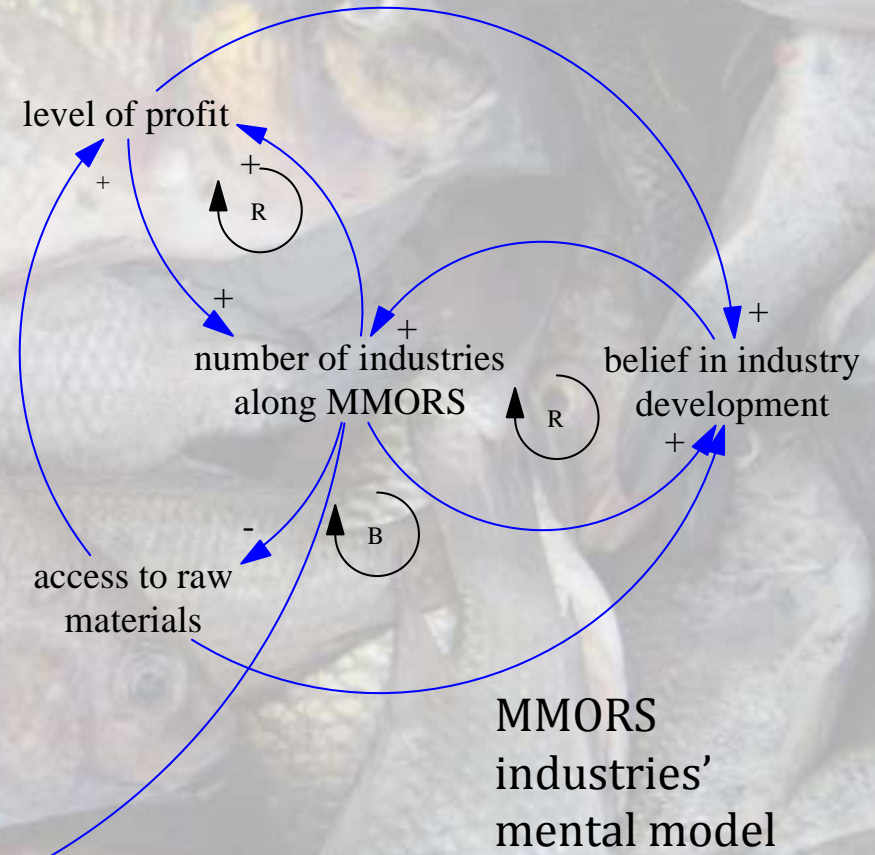 level of profit
+
+
R
+
+
+
number of industries
along MMORS
belief in industry
development
R
+
-
B
access to raw
materials
MMORS
industries’
mental model